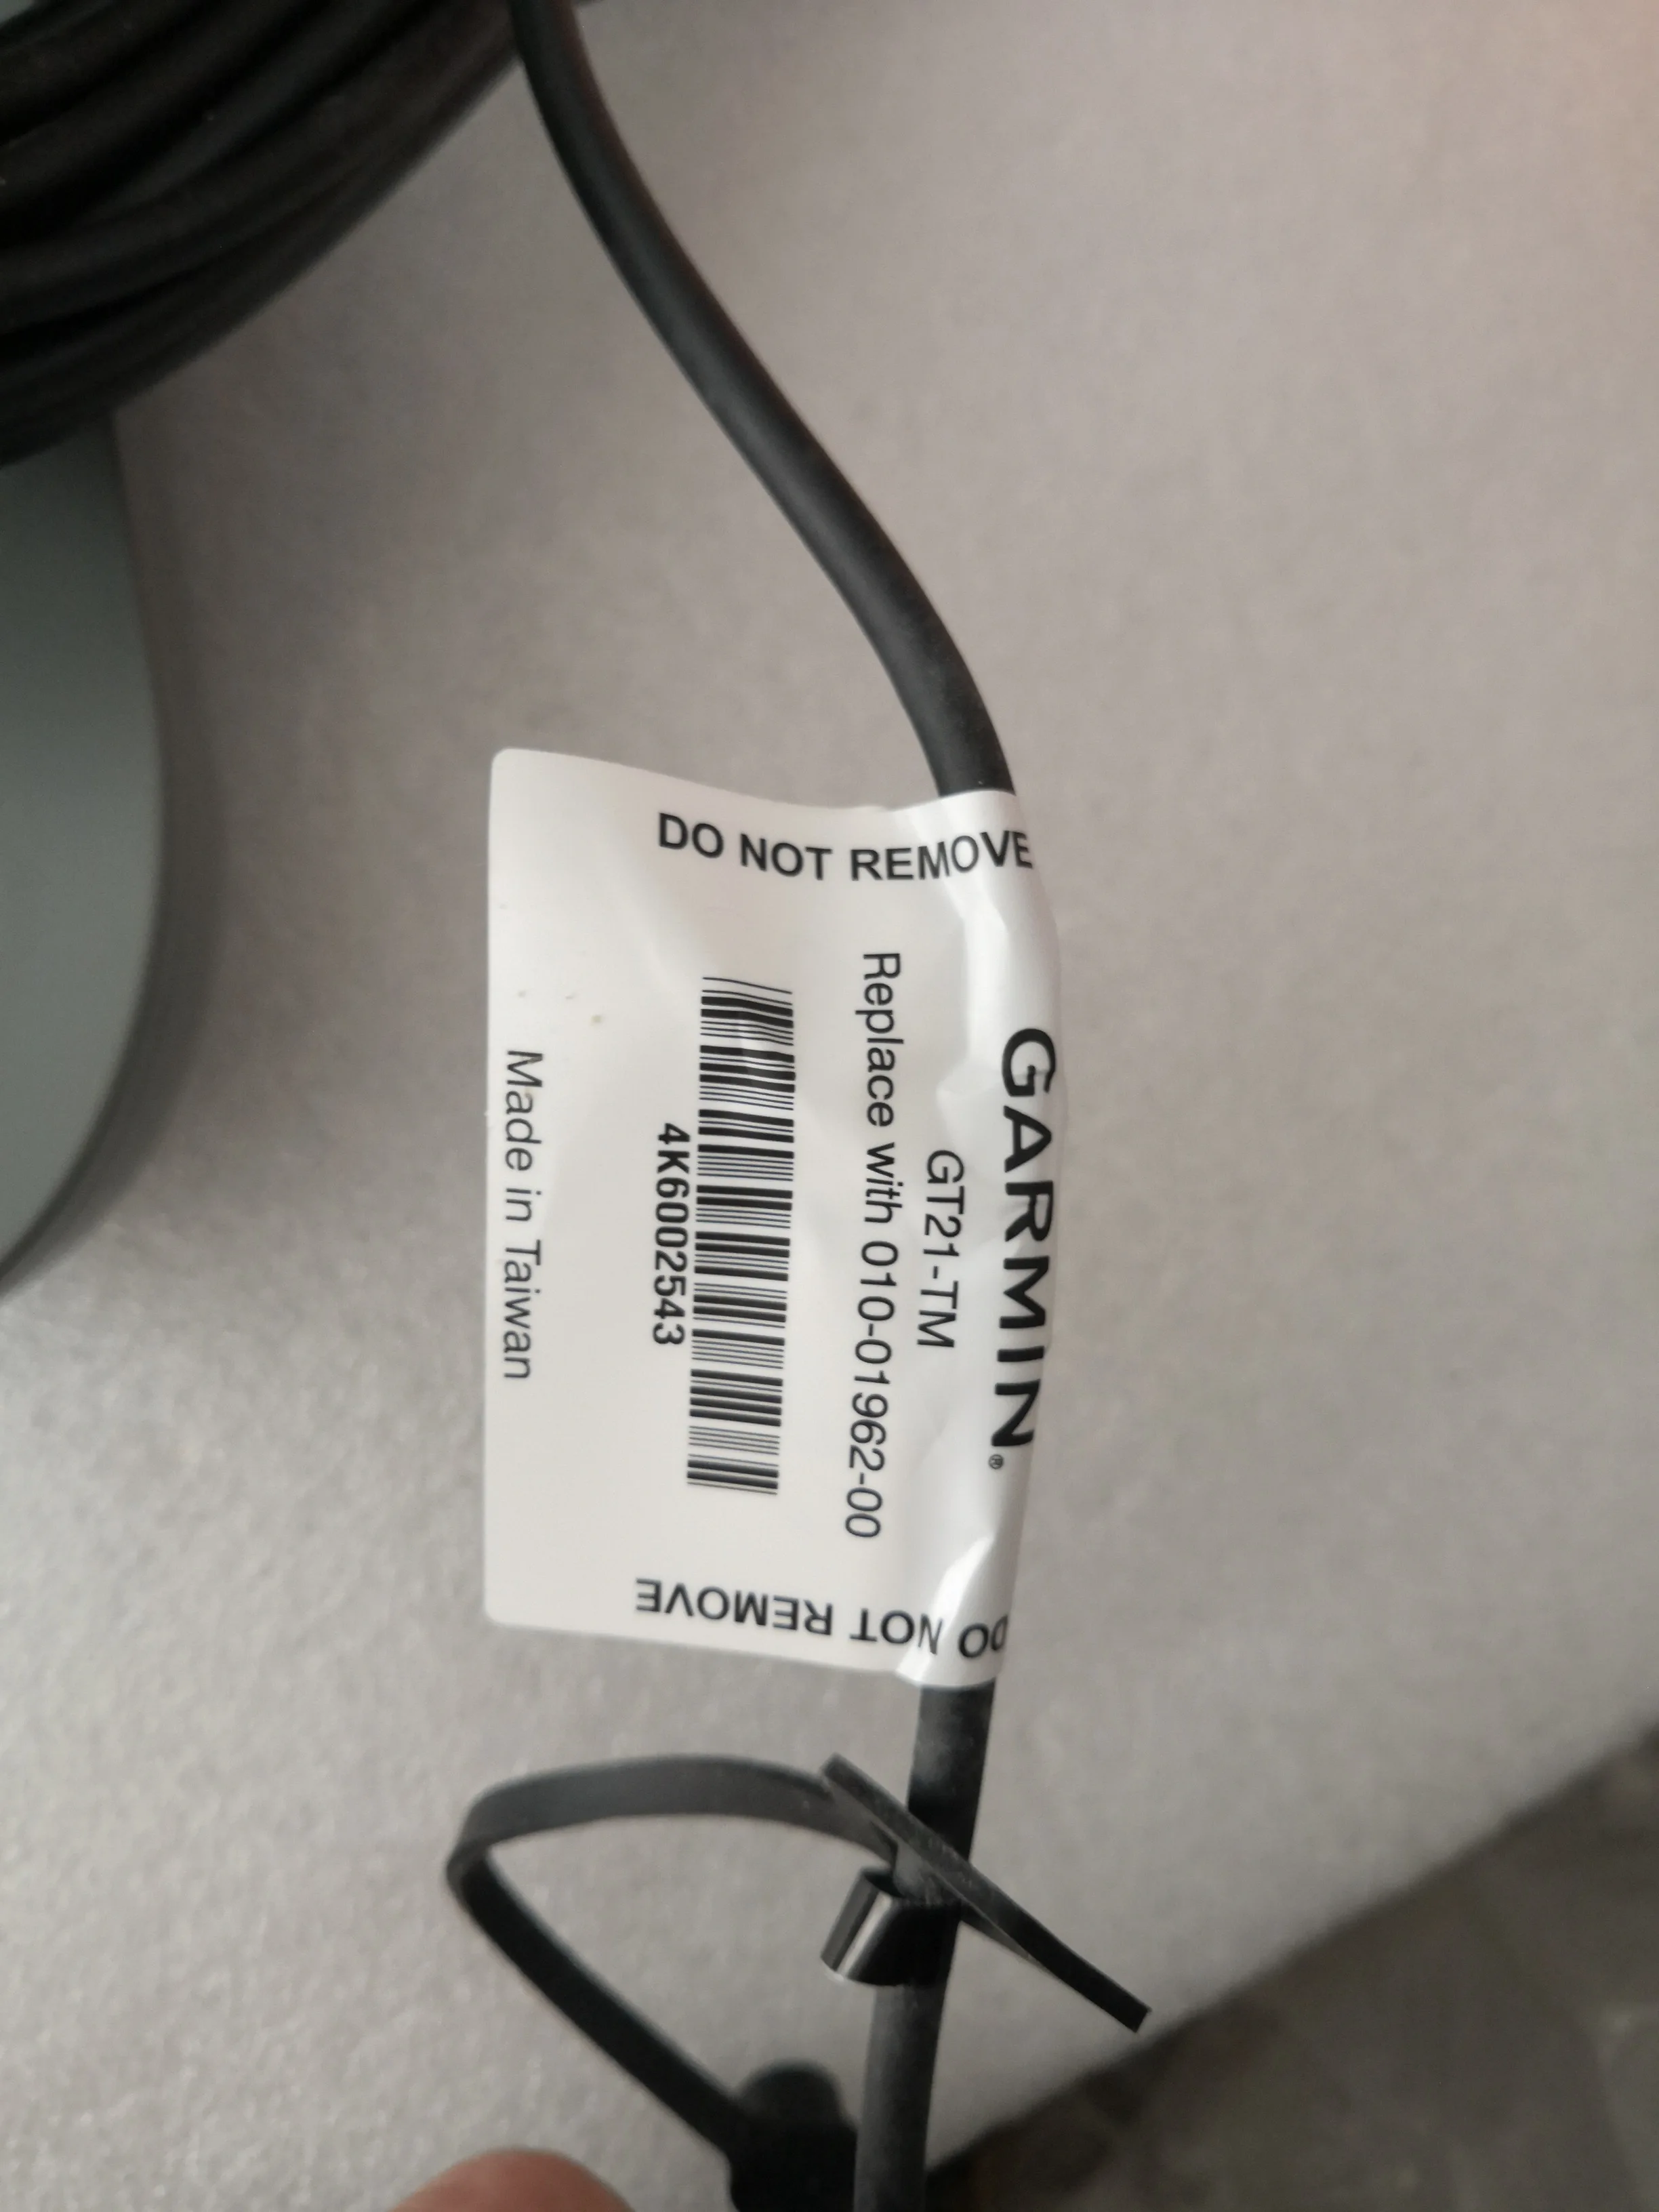 DO NOT REMOVE
GARMIN®
GT21-TM
Replace with 010-01962-00
4K6002543
Made in Taiwan
DO NOT REMOVE